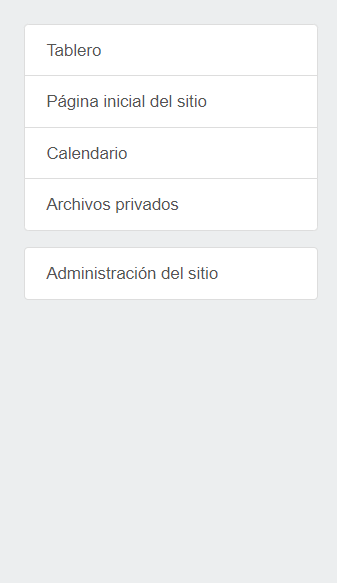 Tablero
Página inicial del sitio
Calendario
Archivos privados
Administración del sitio